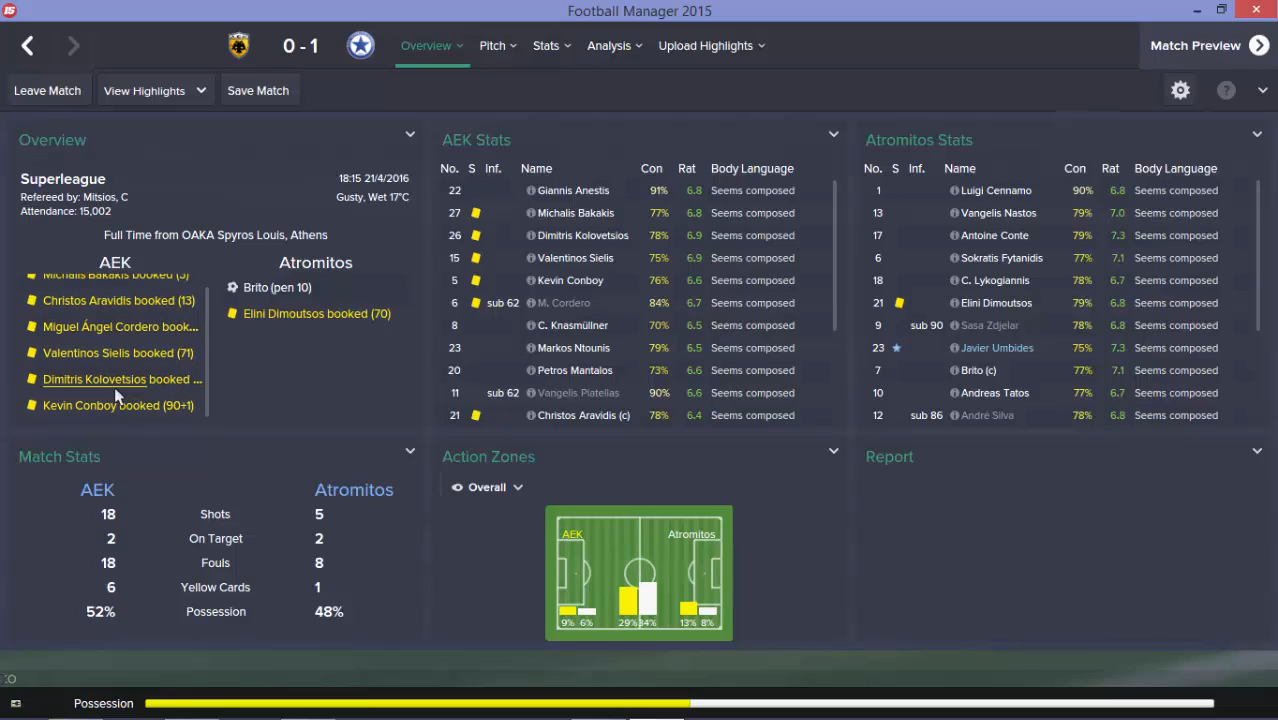 15
Football Manager 2015
0 - 1
Overview
Pitch
Stats
Analysis
Upload Highlights
Match Preview
Leave Match
View Highlights
Save Match
?
Overview
Superleague
18:15 21/4/2016
Refereed by: Mitsios, C
Gusty, Wet 17°C
Attendance: 15,002
Full Time from OAKA Spyros Louis, Athens
AEK
Atromitos
Michalis Bakakis booked (3)
Christos Aravidis booked (13)
Miguel Ángel Cordero book...
Valentinos Sielis booked (71)
Dimitris Kolovetsios booked ...
Kevin Conboy booked (90+1)
Brito (pen 10)
Elini Dimoutsos booked (70)
AEK Stats
No. S Inf. Name Con Rat Body Language
22 Giannis Anestis 91% 6.8 Seems composed
27 Michalis Bakakis 77% 6.8 Seems composed
26 Dimitris Kolovetsios 78% 6.9 Seems composed
15 Valentinos Sielis 75% 6.9 Seems composed
5 Kevin Conboy 76% 6.6 Seems composed
6 sub 62 M. Cordero 84% 6.7 Seems composed
8 C. Knasmüllner 70% 6.5 Seems composed
23 Markos Ntounis 79% 6.5 Seems composed
20 Petros Mantalos 73% 6.6 Seems composed
11 sub 62 Vangelis Platellas 90% 6.6 Seems composed
21 Christos Aravidis (c) 78% 6.4 Seems composed
Atromitos Stats
No. S Inf. Name Con Rat Body Language
1 Luigi Cennamo 90% 6.8 Seems composed
13 Vangelis Nastos 79% 7.0 Seems composed
17 Antoine Conte 79% 7.3 Seems composed
6 Sokratis Fytanidis 77% 7.1 Seems composed
18 C. Lykogiannis 78% 6.7 Seems composed
21 Elini Dimoutsos 79% 6.8 Seems composed
9 sub 90 Sasa Zdjelar 78% 6.8 Seems composed
23 Javier Umbides 75% 7.3 Seems composed
7 Brito (c) 77% 7.1 Seems composed
10 Andreas Tatos 77% 6.7 Seems composed
12 sub 86 André Silva 78% 6.8 Seems composed
Match Stats
AEK Atromitos
18 Shots 5
2 On Target 2
18 Fouls 8
6 Yellow Cards 1
52% Possession 48%
Action Zones
Overall
AEK Atromitos
9% 6% 29% 34% 13% 8%
Report
:O
Possession